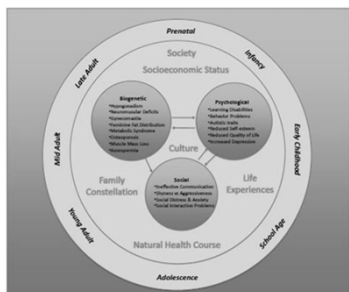 Prenatal
Infancy
Early Childhood
School Age
Adolescence
Young Adult
Mid Adult
Late Adult
Society
Socioeconomic Status
Biogenetic
•Hypogonadism
•Neuromuscular Deficits
•Gynecomastia
•Feminine Fat Distribution
•Metabolic Syndrome
•Osteoporosis
•Muscle Mass Loss
Psychological
•Learning Disabilities
•Behavior Problems
•Autistic traits
•Reduced Self-esteem
•Reduced Quality of Life
•Increased Depression
Culture
Family
Constellation
Social
•Ineffective Communication
•Shyness vs Aggressiveness
•Social Distress & Anxiety
•Social Interaction Problems
Life
Experiences
Natural Health Course